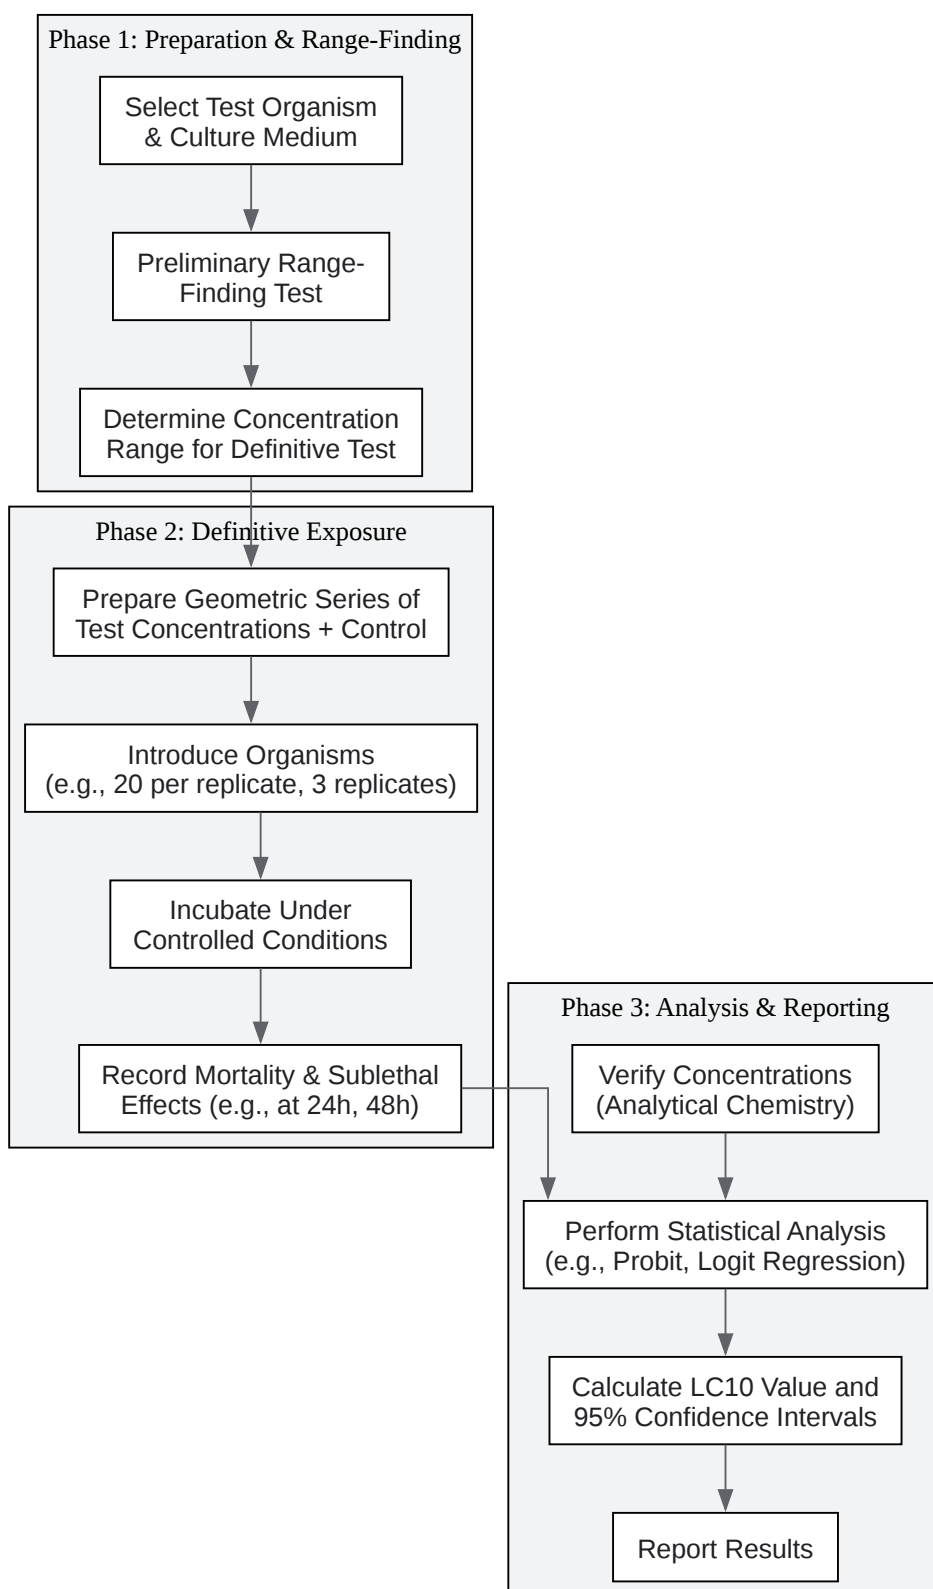 Phase 1: Preparation & Range-Finding
Select Test Organism
& Culture Medium
Preliminary Range-
Finding Test
Determine Concentration
Range for Definitive Test
Phase 2: Definitive Exposure
Prepare Geometric Series of
Test Concentrations + Control
Introduce Organisms
(e.g., 20 per replicate, 3 replicates)
Incubate Under
Controlled Conditions
Record Mortality & Sublethal
Effects (e.g., at 24h, 48h)
Phase 3: Analysis & Reporting
Verify Concentrations
(Analytical Chemistry)
Perform Statistical Analysis
(e.g., Probit, Logit Regression)
Calculate LC10 Value and
95% Confidence Intervals
Report Results